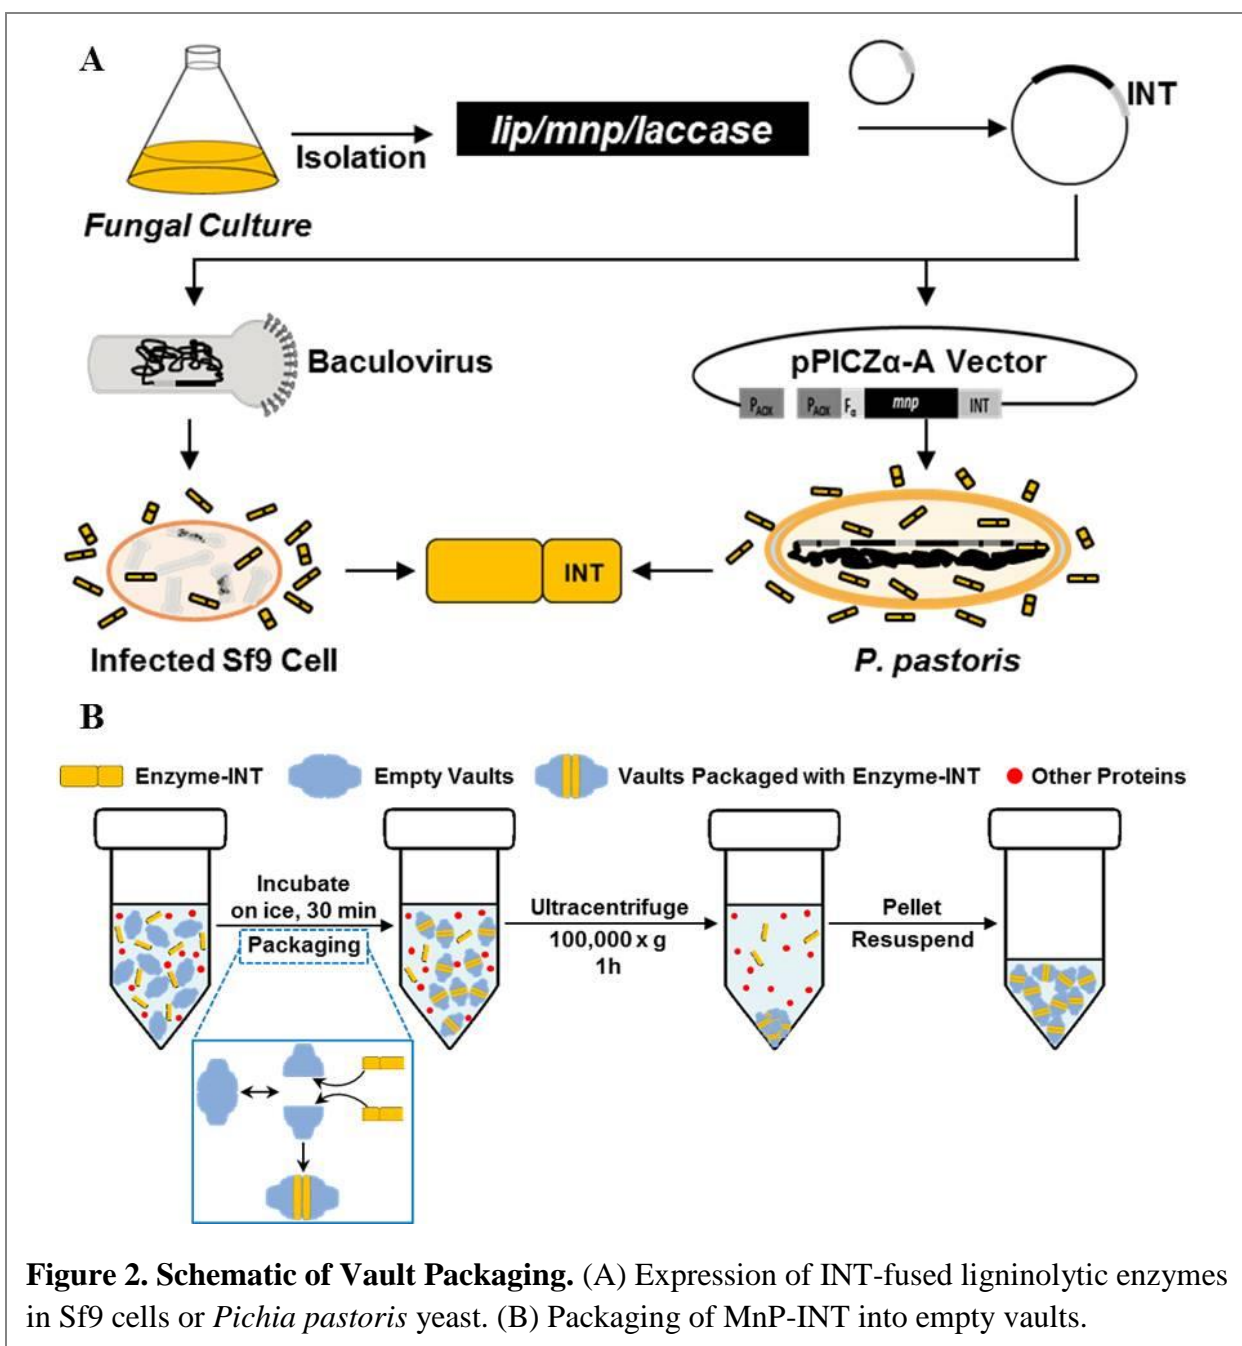 A
Isolation
lip/mnp/laccase
INT
Fungal Culture
Baculovirus
pPICZα-A Vector
P_AOX P_AOX F_α mnp INT
INT
Infected Sf9 Cell
P. pastoris
B
Enzyme-INT Empty Vaults Vaults Packaged with Enzyme-INT Other Proteins
Incubate
on ice, 30 min
Packaging
Ultracentrifuge
100,000 x g
1h
Pellet
Resuspend
Figure 2. Schematic of Vault Packaging. (A) Expression of INT-fused ligninolytic enzymes
in Sf9 cells or Pichia pastoris yeast. (B) Packaging of MnP-INT into empty vaults.